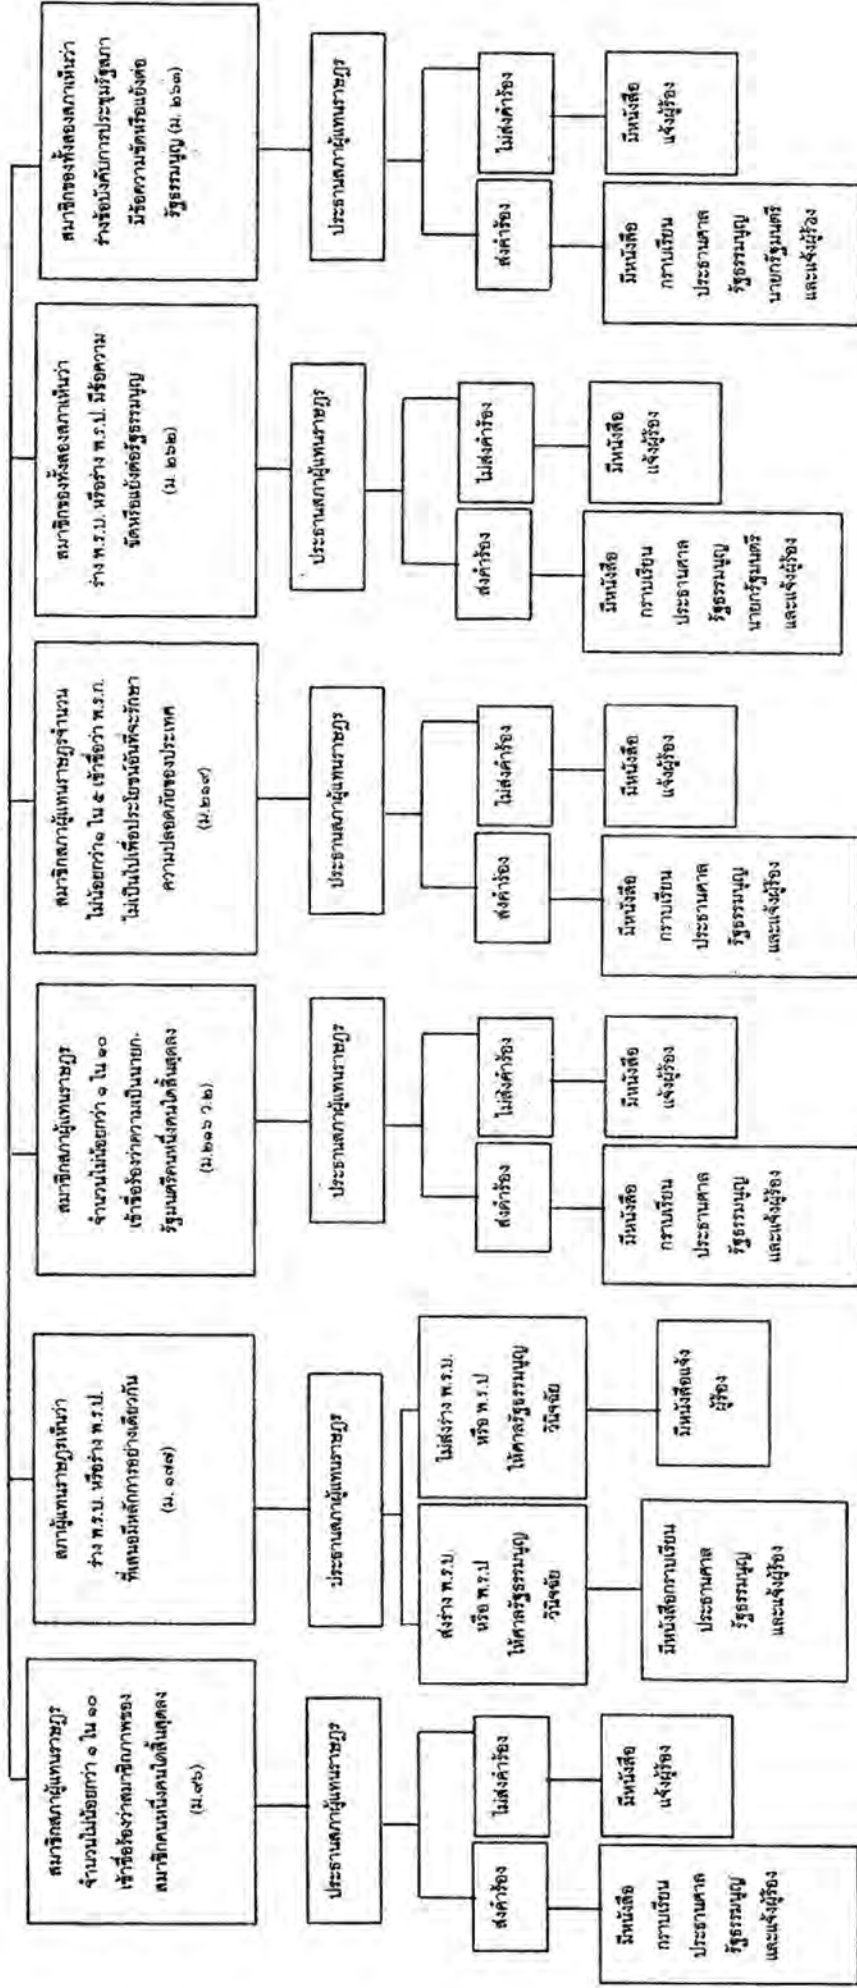 สมาชิกสภาผู้แทนราษฎร
จำนวนไม่น้อยกว่า ๑ ใน ๑๐
เข้าชื่อร้องว่าสมาชิกภาพของ
สมาชิกคนหนึ่งคนใดสิ้นสุดลง
(ม.๙๖)
ประธานสภาผู้แทนราษฎร
ส่งคำร้อง
มีหนังสือ
กราบเรียน
ประธานศาล
รัฐธรรมนูญ
และแจ้งผู้ร้อง
ไม่ส่งคำร้อง
มีหนังสือ
แจ้งผู้ร้อง
สภาผู้แทนราษฎรเห็นว่า
ร่าง พ.ร.บ. หรือร่าง พ.ร.ป.
ที่เสนอมีหลักการอย่างเดียวกัน
(ม. ๑๗๗)
ประธานสภาผู้แทนราษฎร
ส่งร่าง พ.ร.บ.
หรือ พ.ร.ป
ให้ศาลรัฐธรรมนูญ
วินิจฉัย
มีหนังสือกราบเรียน
ประธานศาล
รัฐธรรมนูญ
และแจ้งผู้ร้อง
ไม่ส่งร่าง พ.ร.บ.
หรือ พ.ร.ป
ให้ศาลรัฐธรรมนูญ
วินิจฉัย
มีหนังสือแจ้ง
ผู้ร้อง
สมาชิกสภาผู้แทนราษฎร
จำนวนไม่น้อยกว่า ๑ ใน ๑๐
เข้าชื่อร้องว่าความเป็นนายก-
รัฐมนตรีคนหนึ่งคนใดสิ้นสุดลง
(ม.๒๑๖ ว.๒)
ประธานสภาผู้แทนราษฎร
ส่งคำร้อง
มีหนังสือ
กราบเรียน
ประธานศาล
รัฐธรรมนูญ
และแจ้งผู้ร้อง
ไม่ส่งคำร้อง
มีหนังสือ
แจ้งผู้ร้อง
สมาชิกสภาผู้แทนราษฎรจำนวน
ไม่น้อยกว่า๑ ใน ๕ เข้าชื่อว่า พ.ร.ก.
ไม่เป็นไปเพื่อประโยชน์อันที่จะรักษา
ความปลอดภัยของประเทศ
(ม.๒๑๙)
ประธานสภาผู้แทนราษฎร
ส่งคำร้อง
มีหนังสือ
กราบเรียน
ประธานศาล
รัฐธรรมนูญ
และแจ้งผู้ร้อง
ไม่ส่งคำร้อง
มีหนังสือ
แจ้งผู้ร้อง
สมาชิกของทั้งสองสภาเห็นว่า
ร่าง พ.ร.บ. หรือร่าง พ.ร.ป. มีข้อความ
ขัดหรือแย้งต่อรัฐธรรมนูญ
(ม. ๒๖๒)
ประธานสภาผู้แทนราษฎร
ส่งคำร้อง
มีหนังสือ
กราบเรียน
ประธานศาล
รัฐธรรมนูญ
นายกรัฐมนตรี
และแจ้งผู้ร้อง
ไม่ส่งคำร้อง
มีหนังสือ
แจ้งผู้ร้อง
สมาชิกของทั้งสองสภาเห็นว่า
ร่างข้อบังคับการประชุมรัฐสภา
มีข้อความขัดหรือแย้งต่อ
รัฐธรรมนูญ (ม. ๒๖๓)
ประธานสภาผู้แทนราษฎร
ส่งคำร้อง
มีหนังสือ
กราบเรียน
ประธานศาล
รัฐธรรมนูญ
นายกรัฐมนตรี
และแจ้งผู้ร้อง
ไม่ส่งคำร้อง
มีหนังสือ
แจ้งผู้ร้อง